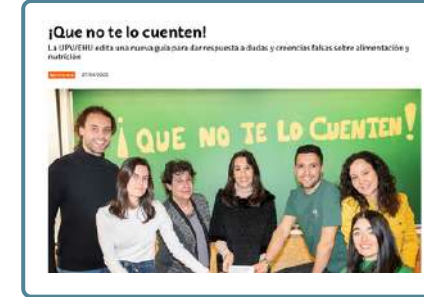 ¡Que no te lo cuenten!
La UPV/EHU edita una nueva guía para dar respuesta a dudas y creencias falsas sobre alimentación y
nutrición
¡QUE NO TE LO CUENTEN!